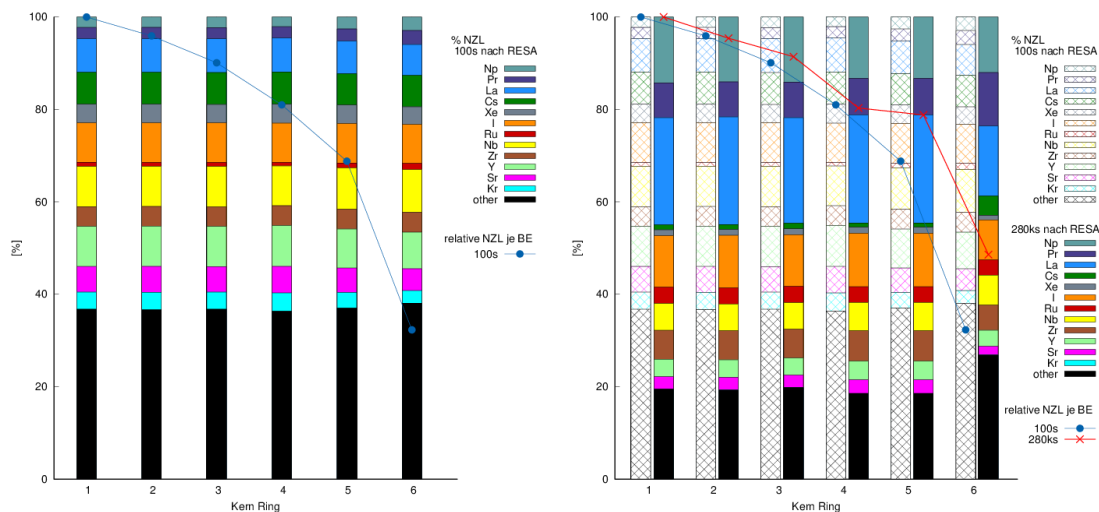 100
80
60
40
20
0
[%]
1 2 3 4 5 6
Kern Ring
% NZL
100s nach RESA
Np
Pr
La
Cs
Xe
I
Ru
Nb
Zr
Y
Sr
Kr
other
relative NZL je BE
100s
100
80
60
40
20
0
[%]
1 2 3 4 5 6
Kern Ring
% NZL
100s nach RESA
Np
Pr
La
Cs
Xe
I
Ru
Nb
Zr
Y
Sr
Kr
other
280ks nach RESA
Np
Pr
La
Cs
Xe
I
Ru
Nb
Zr
Y
Sr
Kr
other
relative NZL je BE
100s
280ks